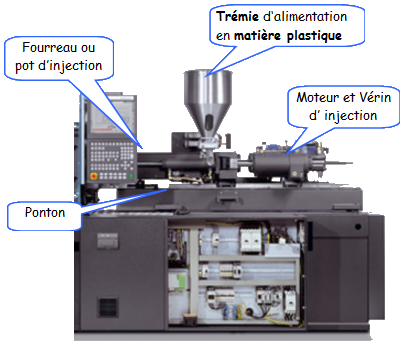 Trémie d'alimentation
en matière plastique
Fourreau ou
pot d'injection
Moteur et Vérin
d' injection
Ponton